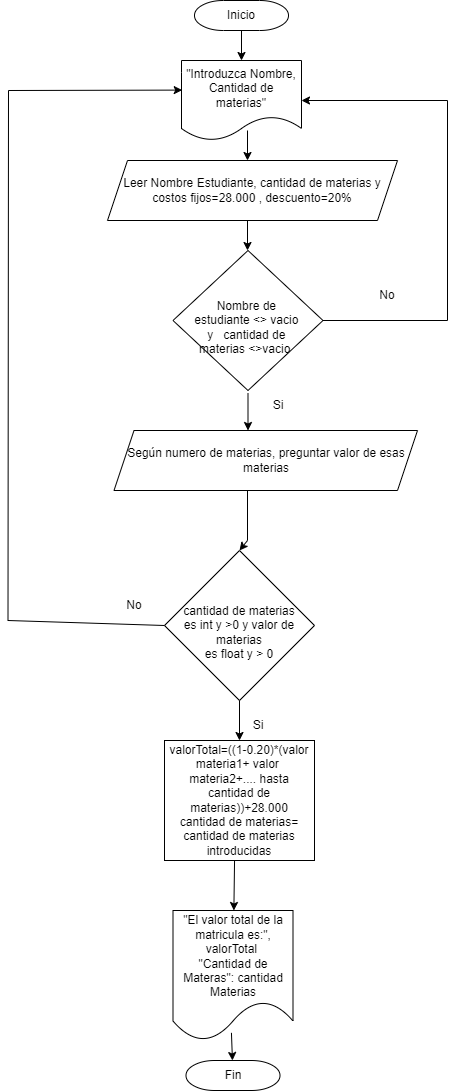 Inicio
"Introduzca Nombre,
Cantidad de
materias"
Leer Nombre Estudiante, cantidad de materias y
costos fijos=28.000 , descuento=20%
Nombre de
estudiante <> vacio
y cantidad de
materias <>vacio
No
Si
Según numero de materias, preguntar valor de esas
materias
No
cantidad de materias
es int y >0 y valor de
materias
es float y > 0
Si
valorTotal=((1-0.20)*(valor
materia1+ valor
materia2+.... hasta
cantidad de
materias))+28.000
cantidad de materias=
cantidad de materias
introducidas
"El valor total de la
matricula es:",
valorTotal
"Cantidad de
Materas": cantidad
Materias
Fin